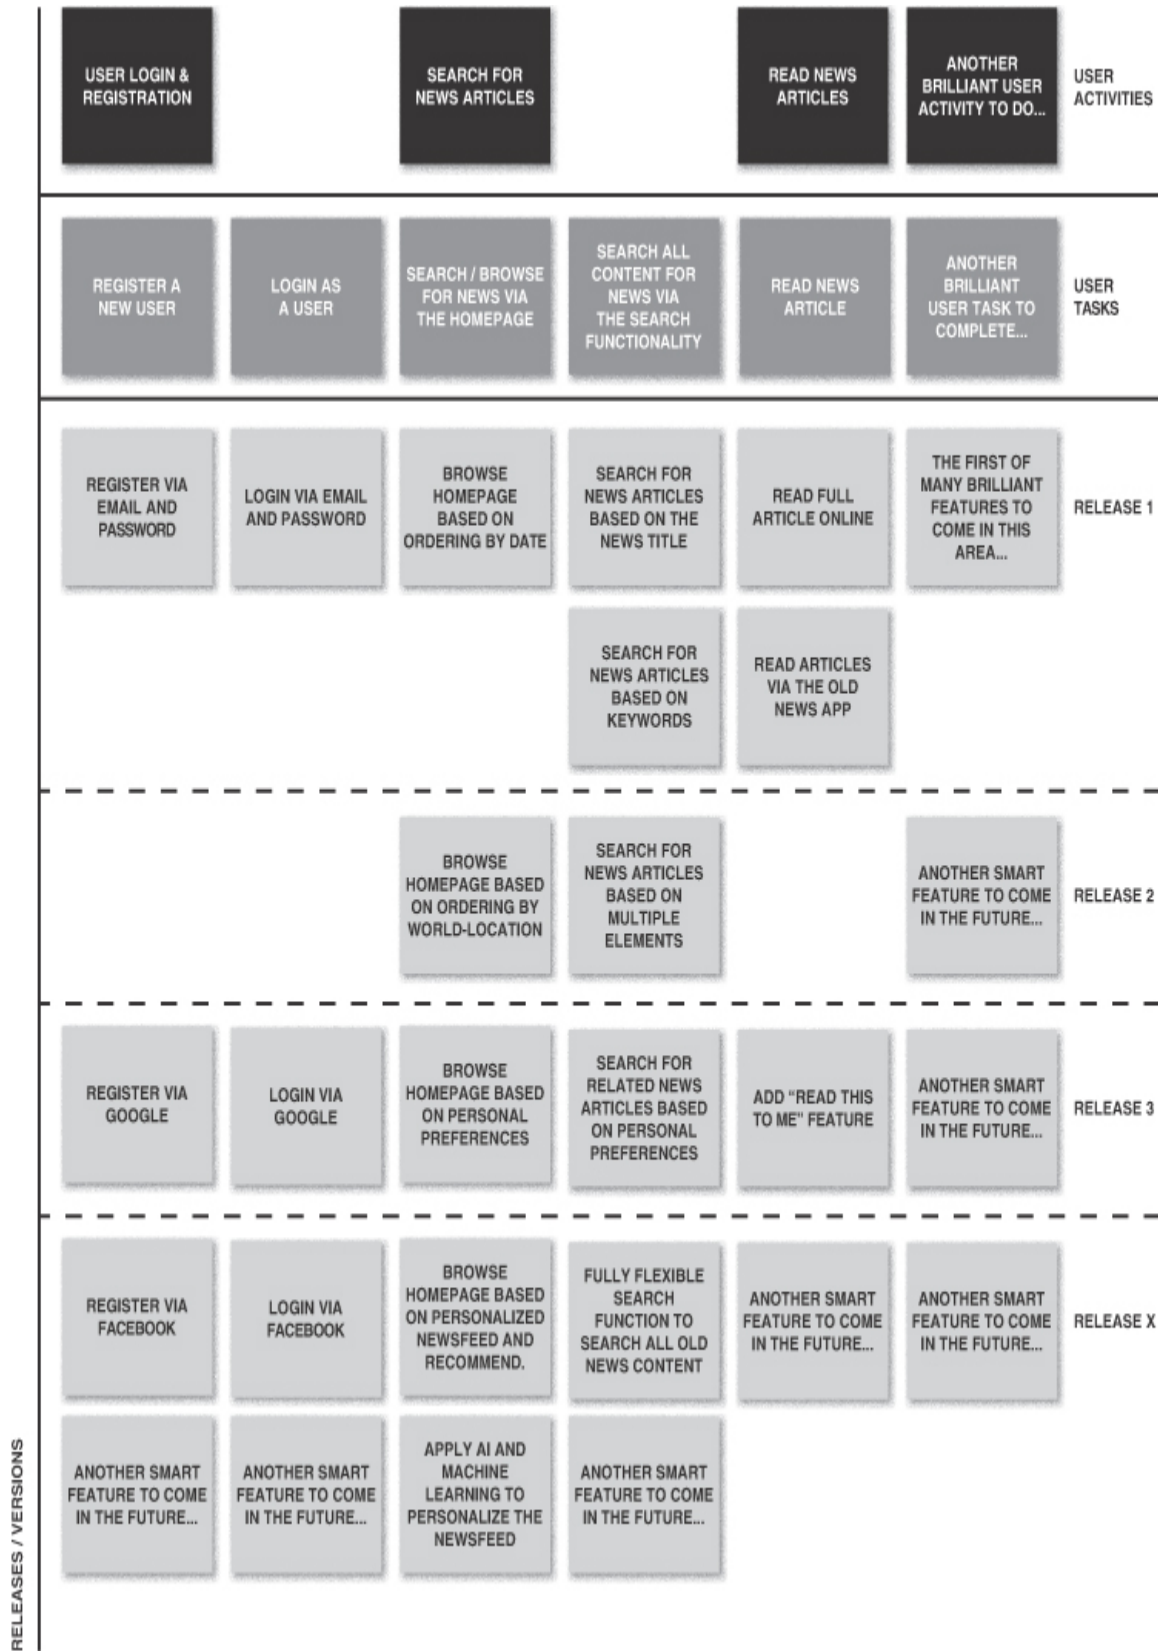 USER LOGIN &
REGISTRATION
SEARCH FOR
NEWS ARTICLES
READ NEWS
ARTICLES
ANOTHER
BRILLIANT USER
ACTIVITY TO DO...
USER
ACTIVITIES
REGISTER A
NEW USER
LOGIN AS
A USER
SEARCH / BROWSE
FOR NEWS VIA
THE HOMEPAGE
SEARCH ALL
CONTENT FOR
NEWS VIA
THE SEARCH
FUNCTIONALITY
READ NEWS
ARTICLE
ANOTHER
BRILLIANT
USER TASK TO
COMPLETE...
USER
TASKS
REGISTER VIA
EMAIL AND
PASSWORD
LOGIN VIA EMAIL
AND PASSWORD
BROWSE
HOMEPAGE
BASED ON
ORDERING BY DATE
SEARCH FOR
NEWS ARTICLES
BASED ON THE
NEWS TITLE
READ FULL
ARTICLE ONLINE
THE FIRST OF
MANY BRILLIANT
FEATURES TO
COME IN THIS
AREA...
RELEASE 1
SEARCH FOR
NEWS ARTICLES
BASED ON
KEYWORDS
READ ARTICLES
VIA THE OLD
NEWS APP
BROWSE
HOMEPAGE BASED
ON ORDERING BY
WORLD-LOCATION
SEARCH FOR
NEWS ARTICLES
BASED ON
MULTIPLE
ELEMENTS
ANOTHER SMART
FEATURE TO COME
IN THE FUTURE...
RELEASE 2
REGISTER VIA
GOOGLE
LOGIN VIA
GOOGLE
BROWSE
HOMEPAGE BASED
ON PERSONAL
PREFERENCES
SEARCH FOR
RELATED NEWS
ARTICLES BASED
ON PERSONAL
PREFERENCES
ADD “READ THIS
TO ME” FEATURE
ANOTHER SMART
FEATURE TO COME
IN THE FUTURE...
RELEASE 3
REGISTER VIA
FACEBOOK
LOGIN VIA
FACEBOOK
BROWSE
HOMEPAGE BASED
ON PERSONALIZED
NEWSFEED AND
RECOMMEND.
FULLY FLEXIBLE
SEARCH
FUNCTION TO
SEARCH ALL OLD
NEWS CONTENT
ANOTHER SMART
FEATURE TO COME
IN THE FUTURE...
ANOTHER SMART
FEATURE TO COME
IN THE FUTURE...
RELEASE X
ANOTHER SMART
FEATURE TO COME
IN THE FUTURE...
ANOTHER SMART
FEATURE TO COME
IN THE FUTURE...
APPLY AI AND
MACHINE
LEARNING TO
PERSONALIZE THE
NEWSFEED
ANOTHER SMART
FEATURE TO COME
IN THE FUTURE...
RELEASES / VERSIONS